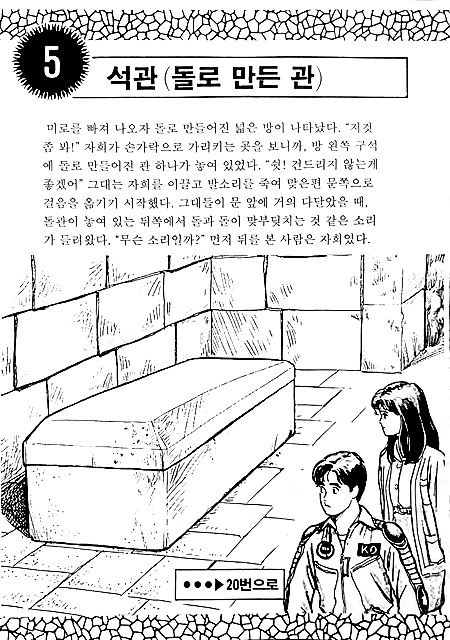 5
석관(돌로 만든 관)
미로를 빠져 나오자 돌로 만들어진 넓은 방이 나타났다. “저것
좀 봐!” 자희가 손가락으로 가리키는 곳을 보니까, 방 왼쪽 구석
에 돌로 만들어진 관 하나가 놓여 있었다. “쉿! 건드리지 않는게
좋겠어” 그대는 자희를 이끌고 발소리를 죽여 맞은편 문쪽으로
걸음을 옮기기 시작했다. 그대들이 문 앞에 거의 다다랐을 때,
돌관이 놓여 있는 뒤쪽에서 돌과 돌이 맞부딪치는 것 같은 소리
가 들려왔다. “무슨 소리일까?” 먼저 뒤를 본 사람은 자희였다.
KO
•••▶20번으로